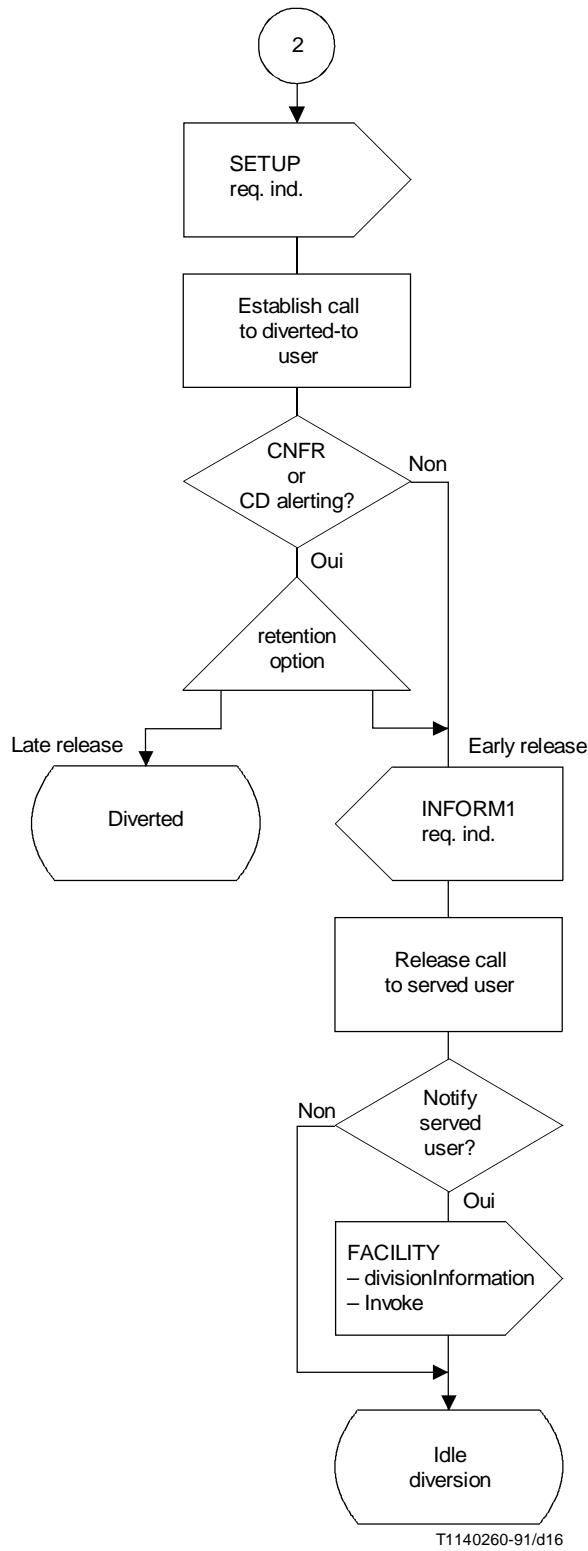 2
SETUP
req. ind.
Establish call
to diverted-to
user
CNFR
or
CD alerting?
Non
Oui
retention
option
Late release
Early release
Diverted
INFORM1
req. ind.
Release call
to served user
Notify
served
user?
Non
Oui
FACILITY
– divisionInformation
– Invoke
Idle
diversion
T1140260-91/d16